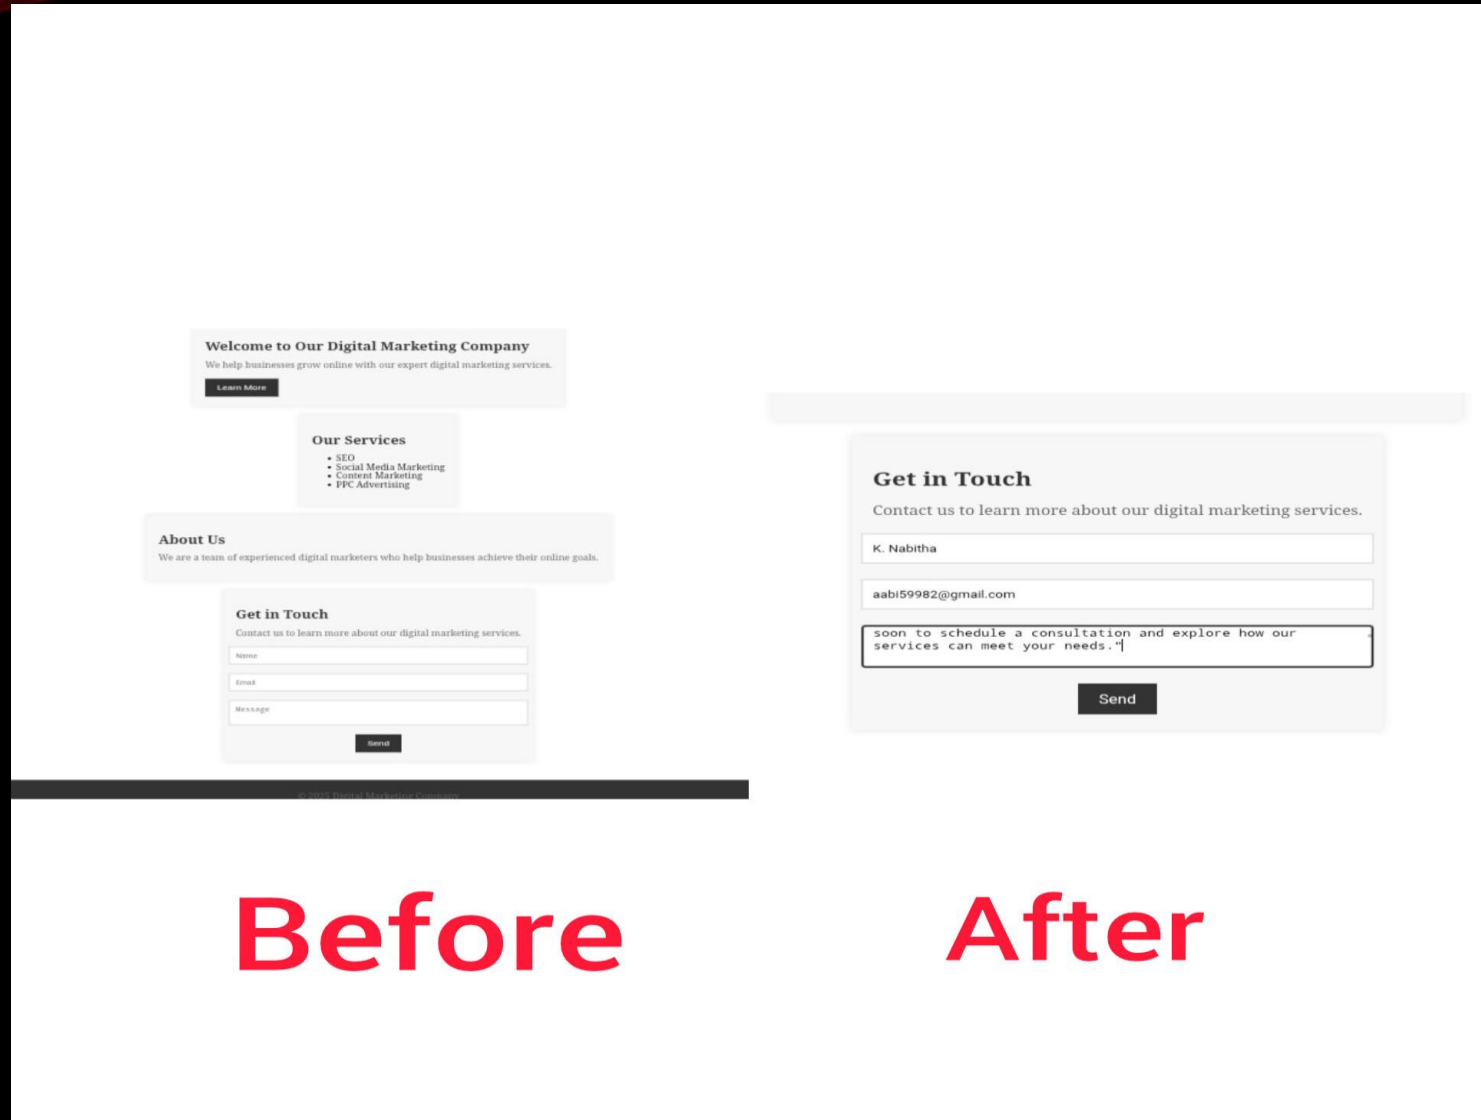 Welcome to Our Digital Marketing Company
We help businesses grow online with our expert digital marketing services.
Learn More
Our Services
• SEO
• Social Media Marketing
• Content Marketing
• PPC Advertising
About Us
We are a team of experienced digital marketers who help businesses achieve their online goals.
Get in Touch
Contact us to learn more about our digital marketing services.
Name
Email
Message
Send
© 2025 Digital Marketing Company
Before
Get in Touch
Contact us to learn more about our digital marketing services.
K. Nabitha
aabi59982@gmail.com
soon to schedule a consultation and explore how our
services can meet your needs."
Send
After